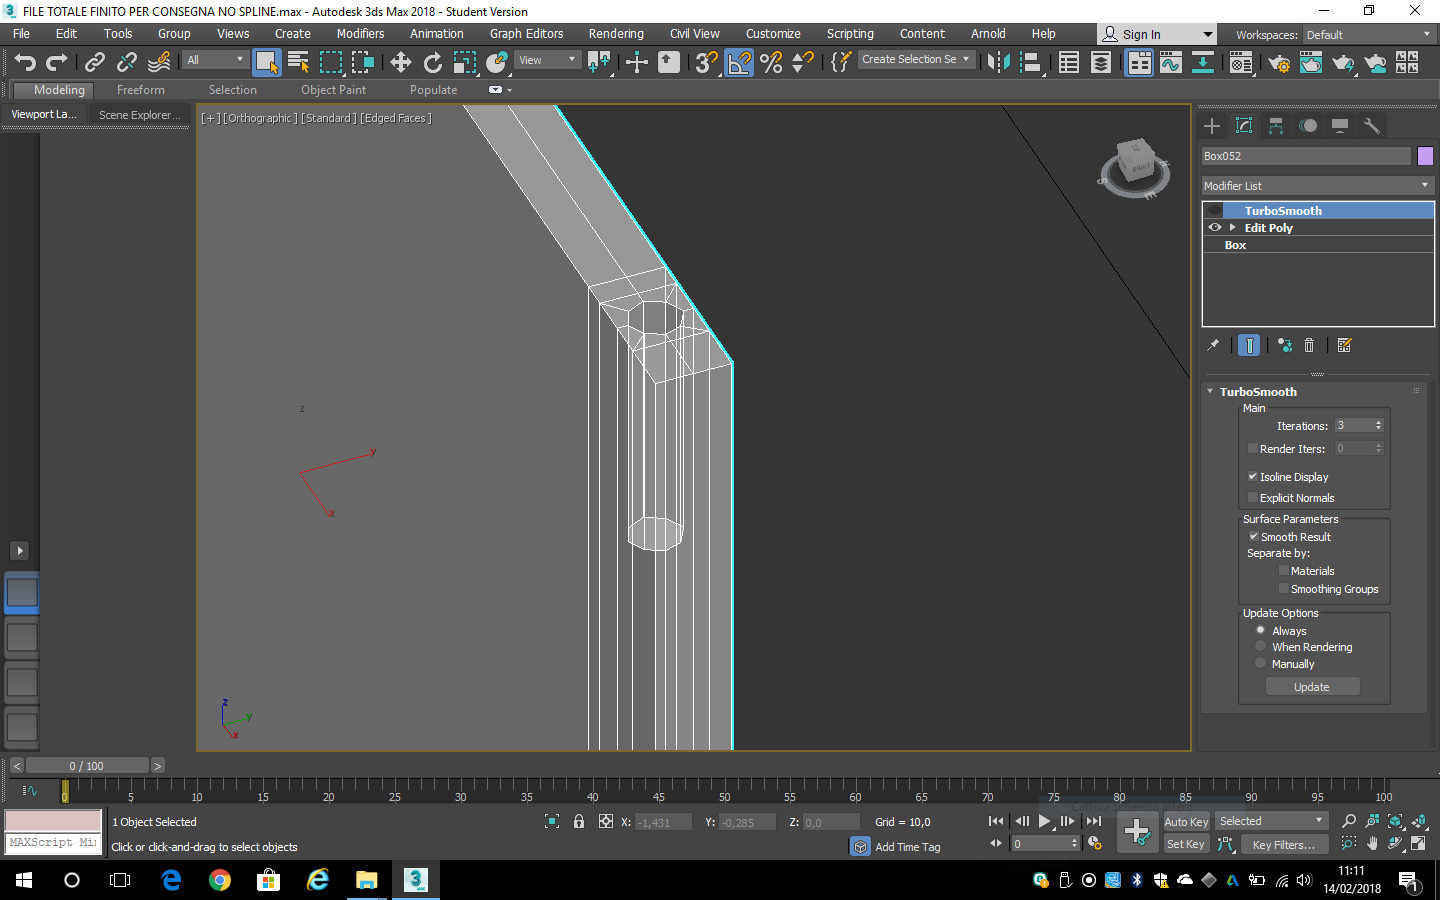 FILE TOTALE FINITO PER CONSEGNA NO SPLINE.max - Autodesk 3ds Max 2018 - Student Version
File Edit Tools Group Views Create Modifiers Animation Graph Editors Rendering Civil View Customize Scripting Content Arnold Help Sign In Workspaces: Default
All View 3 Create Selection Se
Modeling Freeform Selection Object Paint Populate
Viewport La... Scene Explorer...
[+] [Orthographic] [Standard] [Edged Faces]
Box052
Modifier List
TurboSmooth
Edit Poly
Box
TurboSmooth
Main
Iterations: 3
Render Iters: 0
Isoline Display
Explicit Normals
Surface Parameters
Smooth Result
Separate by:
Materials
Smoothing Groups
Update Options
Always
When Rendering
Manually
Update
z
y
x
z
y
x
< 0 / 100 >
0 5 10 15 20 25 30 35 40 45 50 55 60 65 70 75 80 85 90 95 100
Cattura schermo intero
1 Object Selected X: -1,431 Y: -0,285 Z: 0,0 Grid = 10,0 Auto Key Selected
MAXScript Mi
Click or click-and-drag to select objects Add Time Tag 0 Set Key Key Filters...
11:11
14/02/2018
1